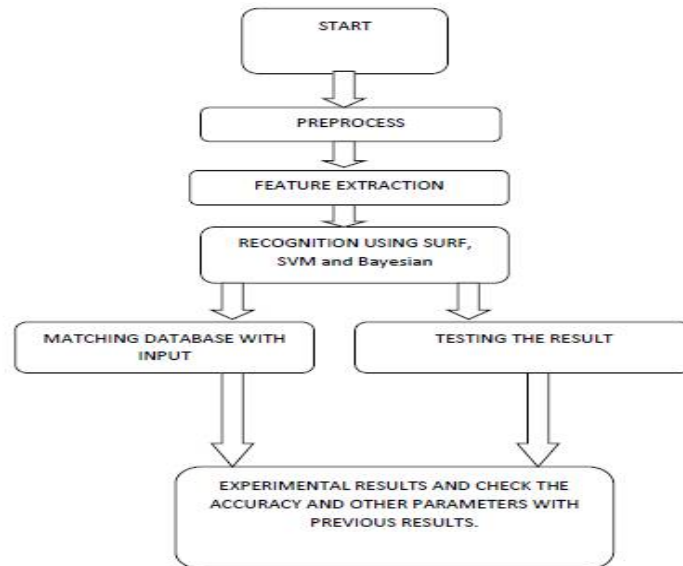 START
PREPROCESS
FEATURE EXTRACTION
RECOGNITION USING SURF,
SVM and Bayesian
MATCHING DATABASE WITH
INPUT
TESTING THE RESULT
EXPERIMENTAL RESULTS AND CHECK THE
ACCURACY AND OTHER PARAMETERS WITH
PREVIOUS RESULTS.